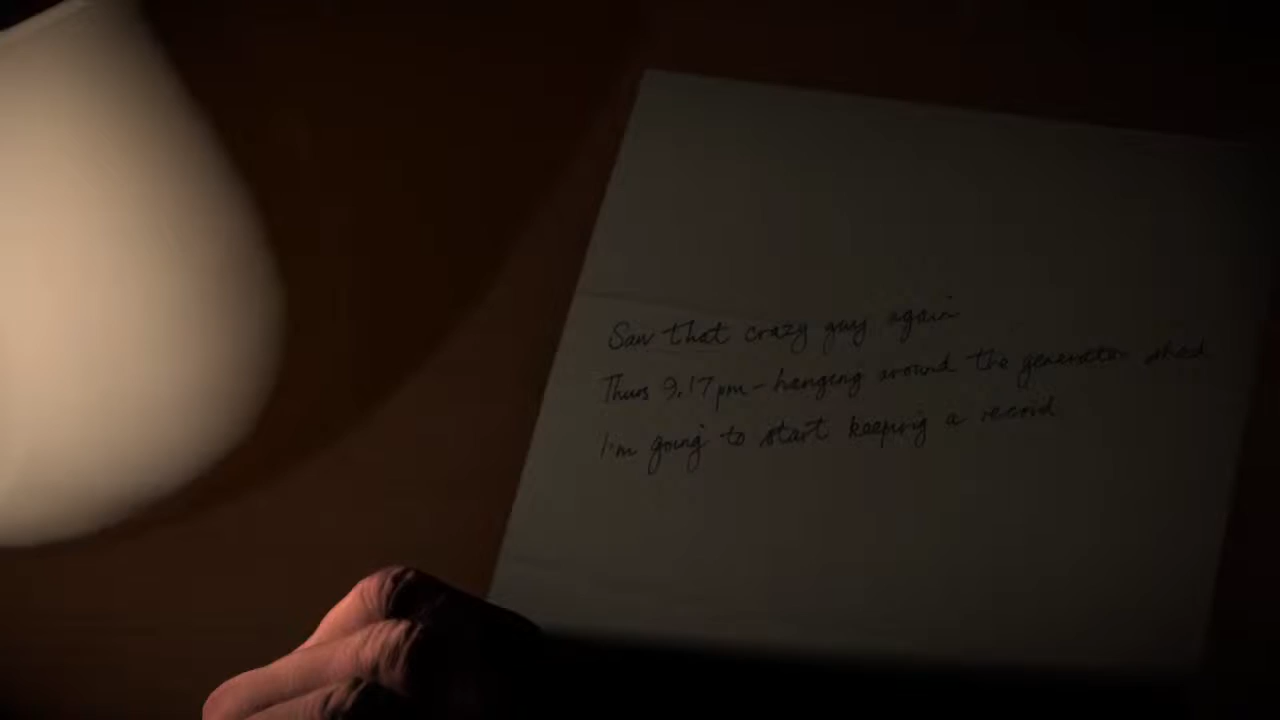 Saw that crazy guy again
Thurs 9.17pm - hanging around the generator shed
I'm going to start keeping a record